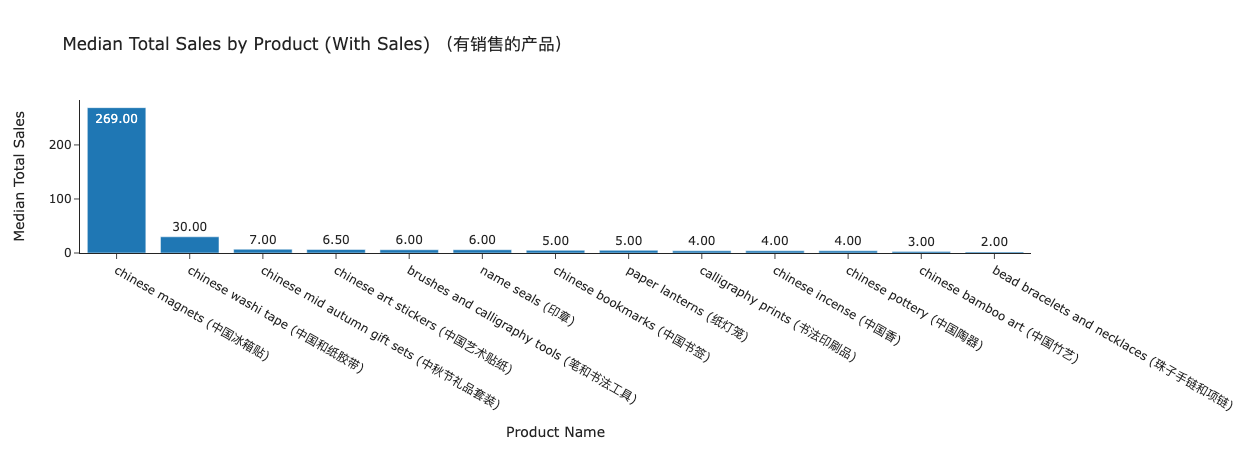 Median Total Sales by Product (With Sales) （有销售的产品）
Median Total Sales
200
100
0
269.00
30.00
7.00
6.50
6.00
6.00
5.00
5.00
4.00
4.00
4.00
3.00
2.00
chinese magnets (中国冰箱贴)
chinese washi tape (中国和纸胶带)
chinese mid autumn gift sets (中秋节礼品套装)
chinese art stickers (中国艺术贴纸)
brushes and calligraphy tools (笔和书法工具)
name seals (印章)
chinese bookmarks (中国书签)
paper lanterns (纸灯笼)
calligraphy prints (书法印刷品)
chinese incense (中国香)
chinese pottery (中国陶器)
chinese bamboo art (中国竹艺)
bead bracelets and necklaces (珠子手链和项链)
Product Name